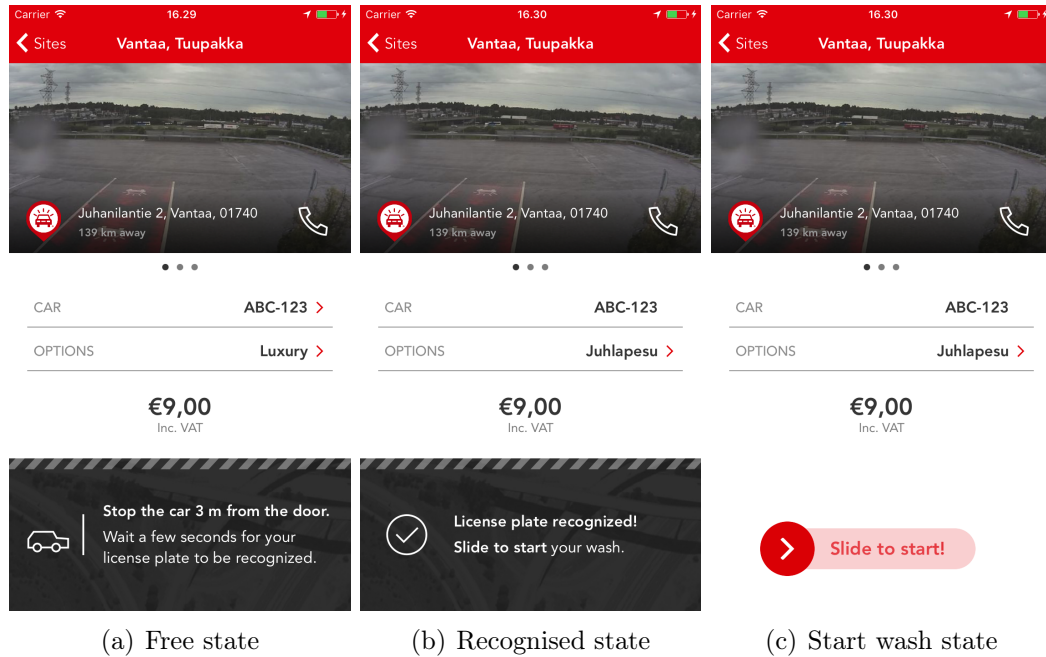 Carrier 16.29
Sites Vantaa, Tuupakka
Juhanilantie 2, Vantaa, 01740
139 km away
CAR ABC-123
OPTIONS Luxury
€9,00
Inc. VAT
Stop the car 3 m from the door.
Wait a few seconds for your
license plate to be recognized.
(a) Free state
Carrier 16.30
Sites Vantaa, Tuupakka
Juhanilantie 2, Vantaa, 01740
139 km away
CAR ABC-123
OPTIONS Juhlapesu
€9,00
Inc. VAT
License plate recognized!
Slide to start your wash.
(b) Recognised state
Carrier 16.30
Sites Vantaa, Tuupakka
Juhanilantie 2, Vantaa, 01740
139 km away
CAR ABC-123
OPTIONS Juhlapesu
€9,00
Inc. VAT
Slide to start!
(c) Start wash state